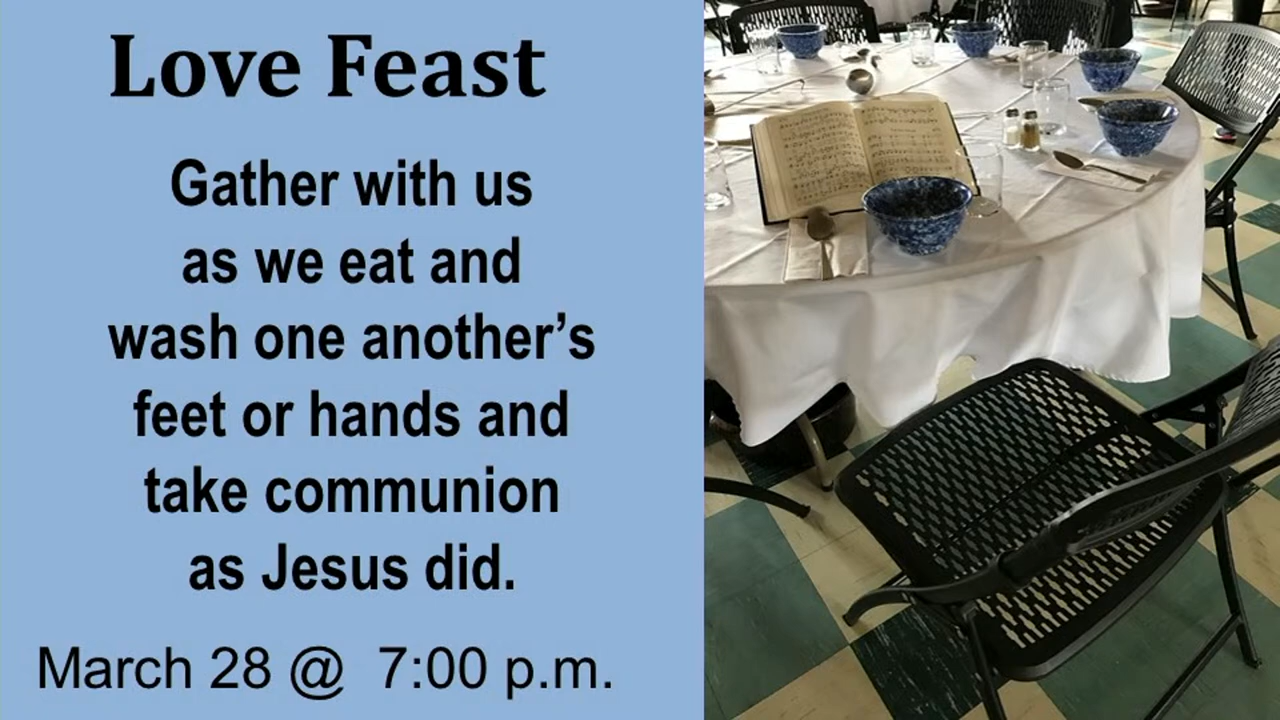 Love Feast
Gather with us
as we eat and
wash one another’s
feet or hands and
take communion
as Jesus did.
March 28 @  7:00 p.m.